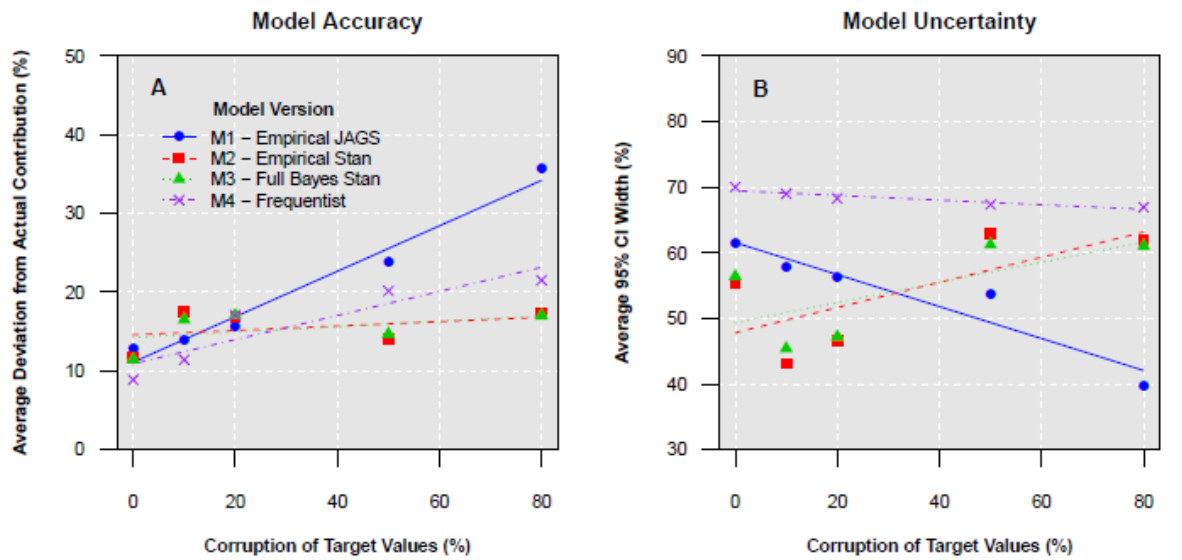 Model Accuracy
Average Deviation from Actual Contribution (%)
50
40
30
20
10
0
A
Model Version
M1 − Empirical JAGS
M2 − Empirical Stan
M3 − Full Bayes Stan
M4 − Frequentist
0 20 40 60 80
Corruption of Target Values (%)
Model Uncertainty
Average 95% CI Width (%)
90
80
70
60
50
40
30
B
0 20 40 60 80
Corruption of Target Values (%)